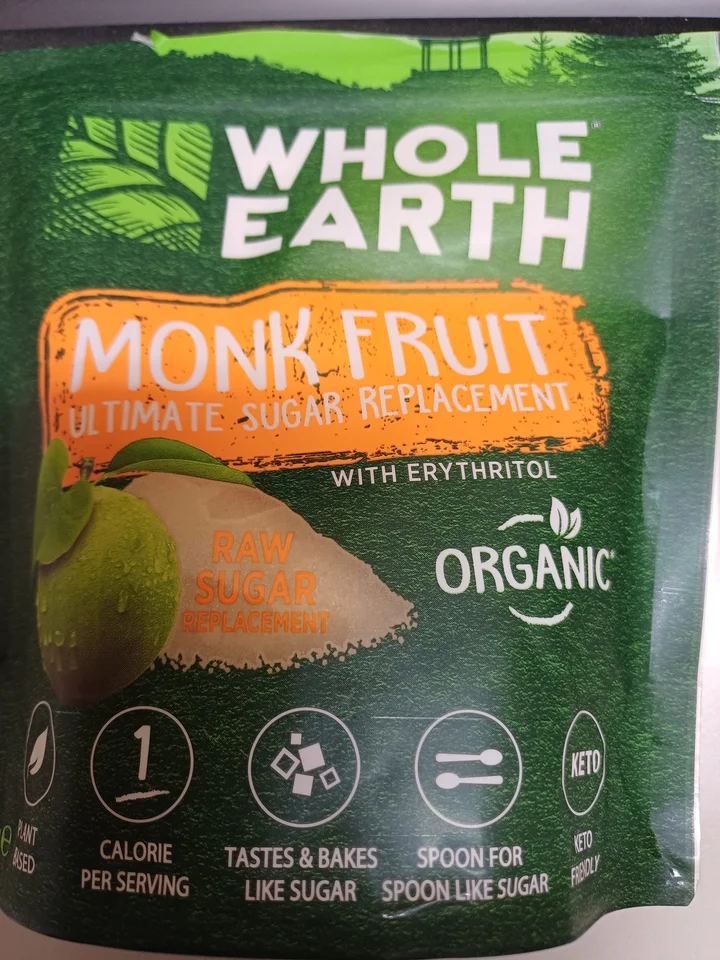 WHOLE
EARTH®
MONK FRUIT
ULTIMATE SUGAR REPLACEMENT
WITH ERYTHRITOL
RAW
SUGAR
REPLACEMENT
ORGANIC
PLANT
BASED
1
CALORIE
PER SERVING
TASTES & BAKES
LIKE SUGAR
SPOON FOR
SPOON LIKE SUGAR
KETO
KETO
FRIENDLY